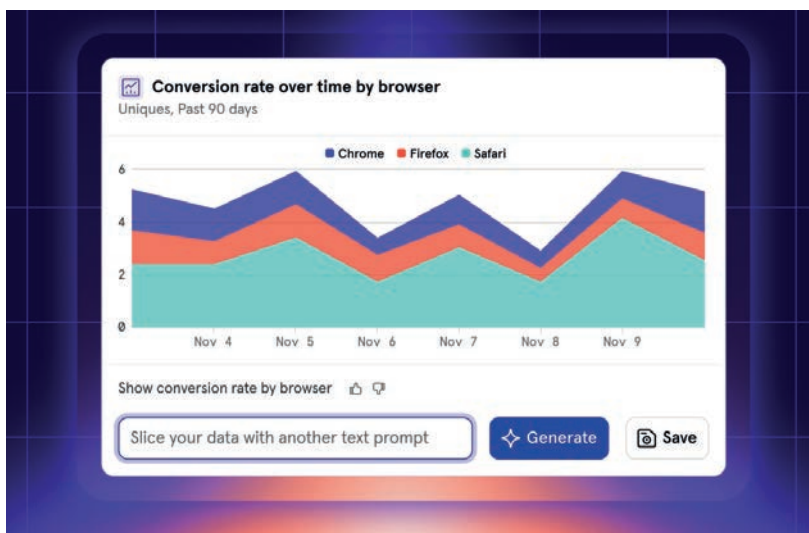 Conversion rate over time by browser
Uniques, Past 90 days
Chrome Firefox Safari
6
4
2
0
Nov 4 Nov 5 Nov 6 Nov 7 Nov 8 Nov 9
Show conversion rate by browser
Slice your data with another text prompt Generate Save